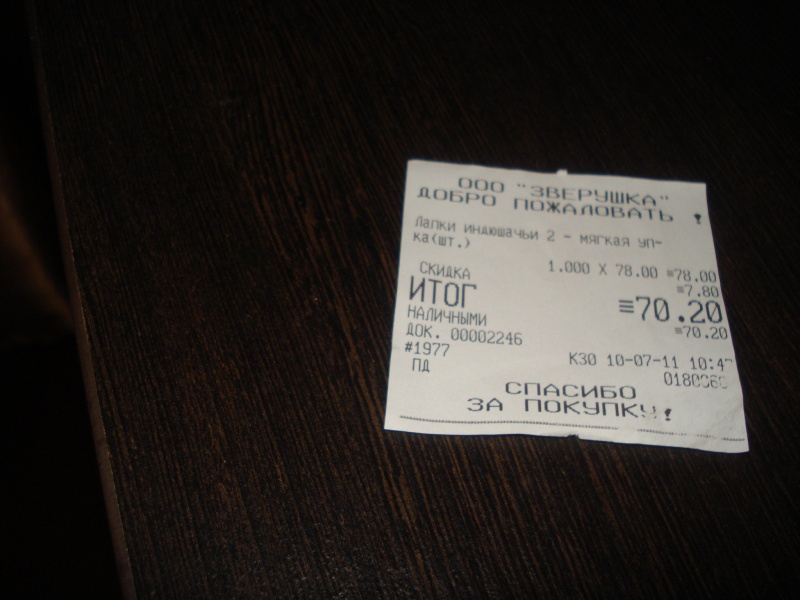 ООО "ЗВЕРУШКА"
ДОБРО ПОЖАЛОВАТЬ !
Лапки индюшачьи 2 - мягкая уп-
ка(шт.)
1.000 X 78.00 ≡78.00
СКИДКА ≡7.80
ИТОГ ≡70.20
НАЛИЧНЫМИ ≡70.20
ДОК. 00002246
#1977 К30 10-07-11
ПД
СПАСИБО
ЗА ПОКУПКУ!